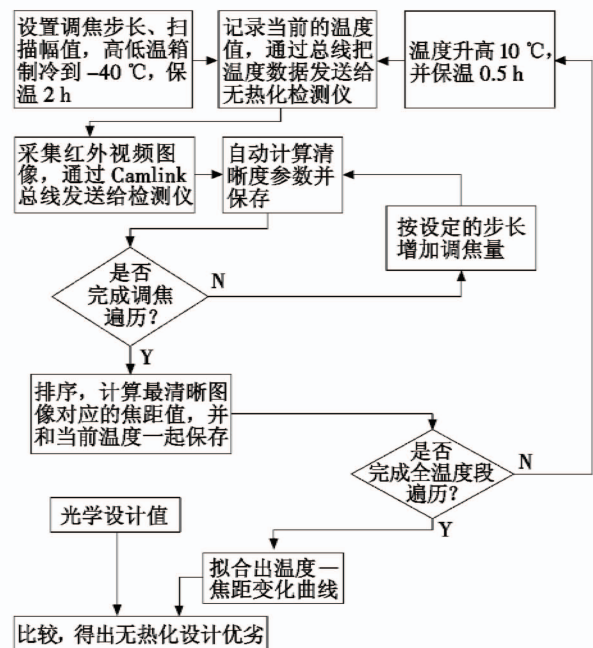 设置调焦步长、扫
描幅值，高低温箱
制冷到 –40 ℃，保
温 2 h
记录当前的温度
值，通过总线把
温度数据发送给
无热化检测仪
温度升高 10 ℃，
并保温 0.5 h
采集红外视频图
像，通过 Camlink
总线发送给检测仪
自动计算清
晰度参数并
保存
按设定的步长
增加调焦量
是否
完成调焦
遍历？
N
Y
排序，计算最清晰图
像对应的焦距值，并
和当前温度一起保存
是否
完成全温度段
遍历？
N
Y
光学设计值
拟合出温度—
焦距变化曲线
比较，得出无热化设计优劣